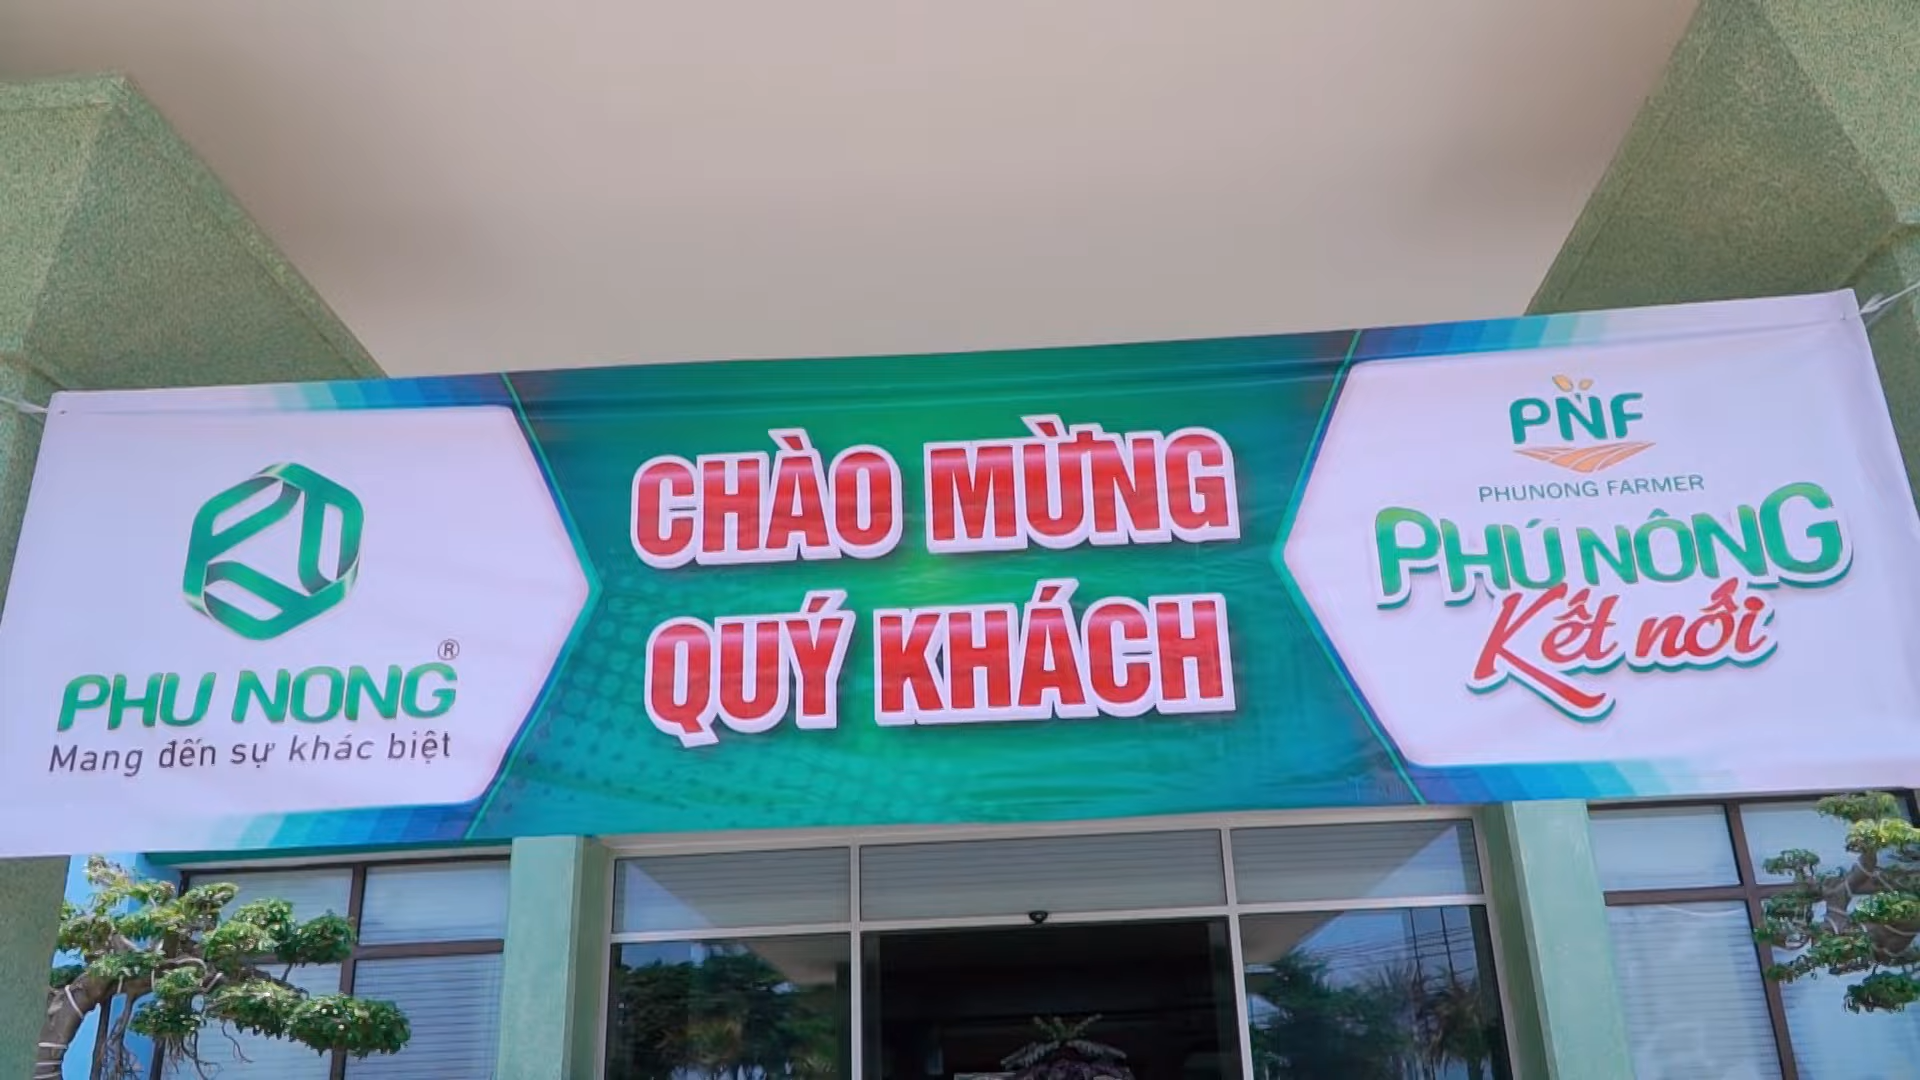 PHU NONG®
Mang đến sự khác biệt
CHÀO MỪNG
QUÝ KHÁCH
PNF
PHUNONG FARMER
PHÚ NÔNG
Kết nối